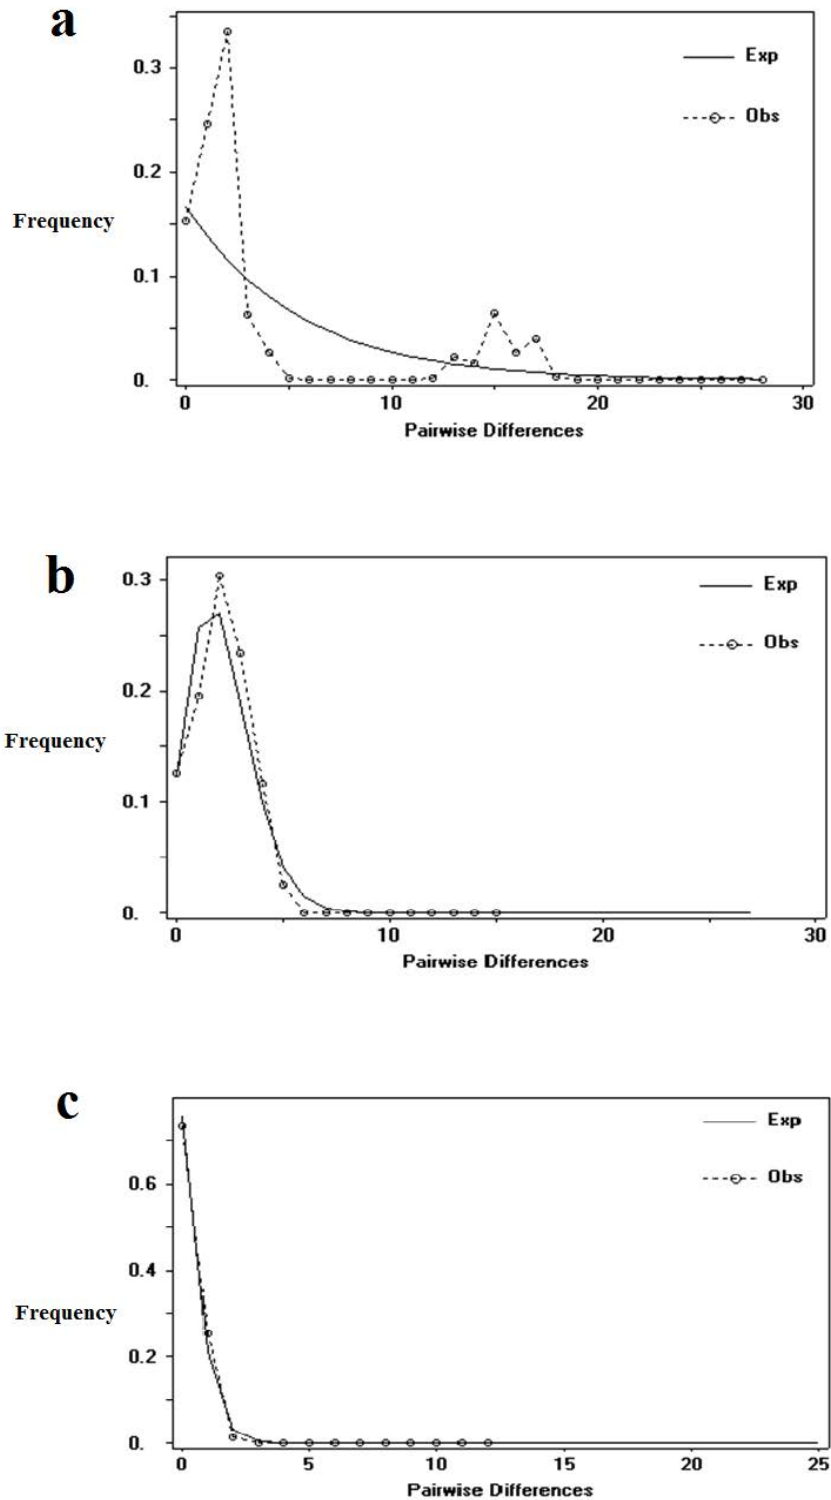 a
0.3
0.2
0.1
0.
Frequency
Exp
Obs
0 10 20 30
Pairwise Differences
b
0.3
0.2
0.1
0.
Frequency
Exp
Obs
0 10 20 30
Pairwise Differences
c
0.6
0.4
0.2
0.
Frequency
Exp
Obs
0 5 10 15 20 25
Pairwise Differences